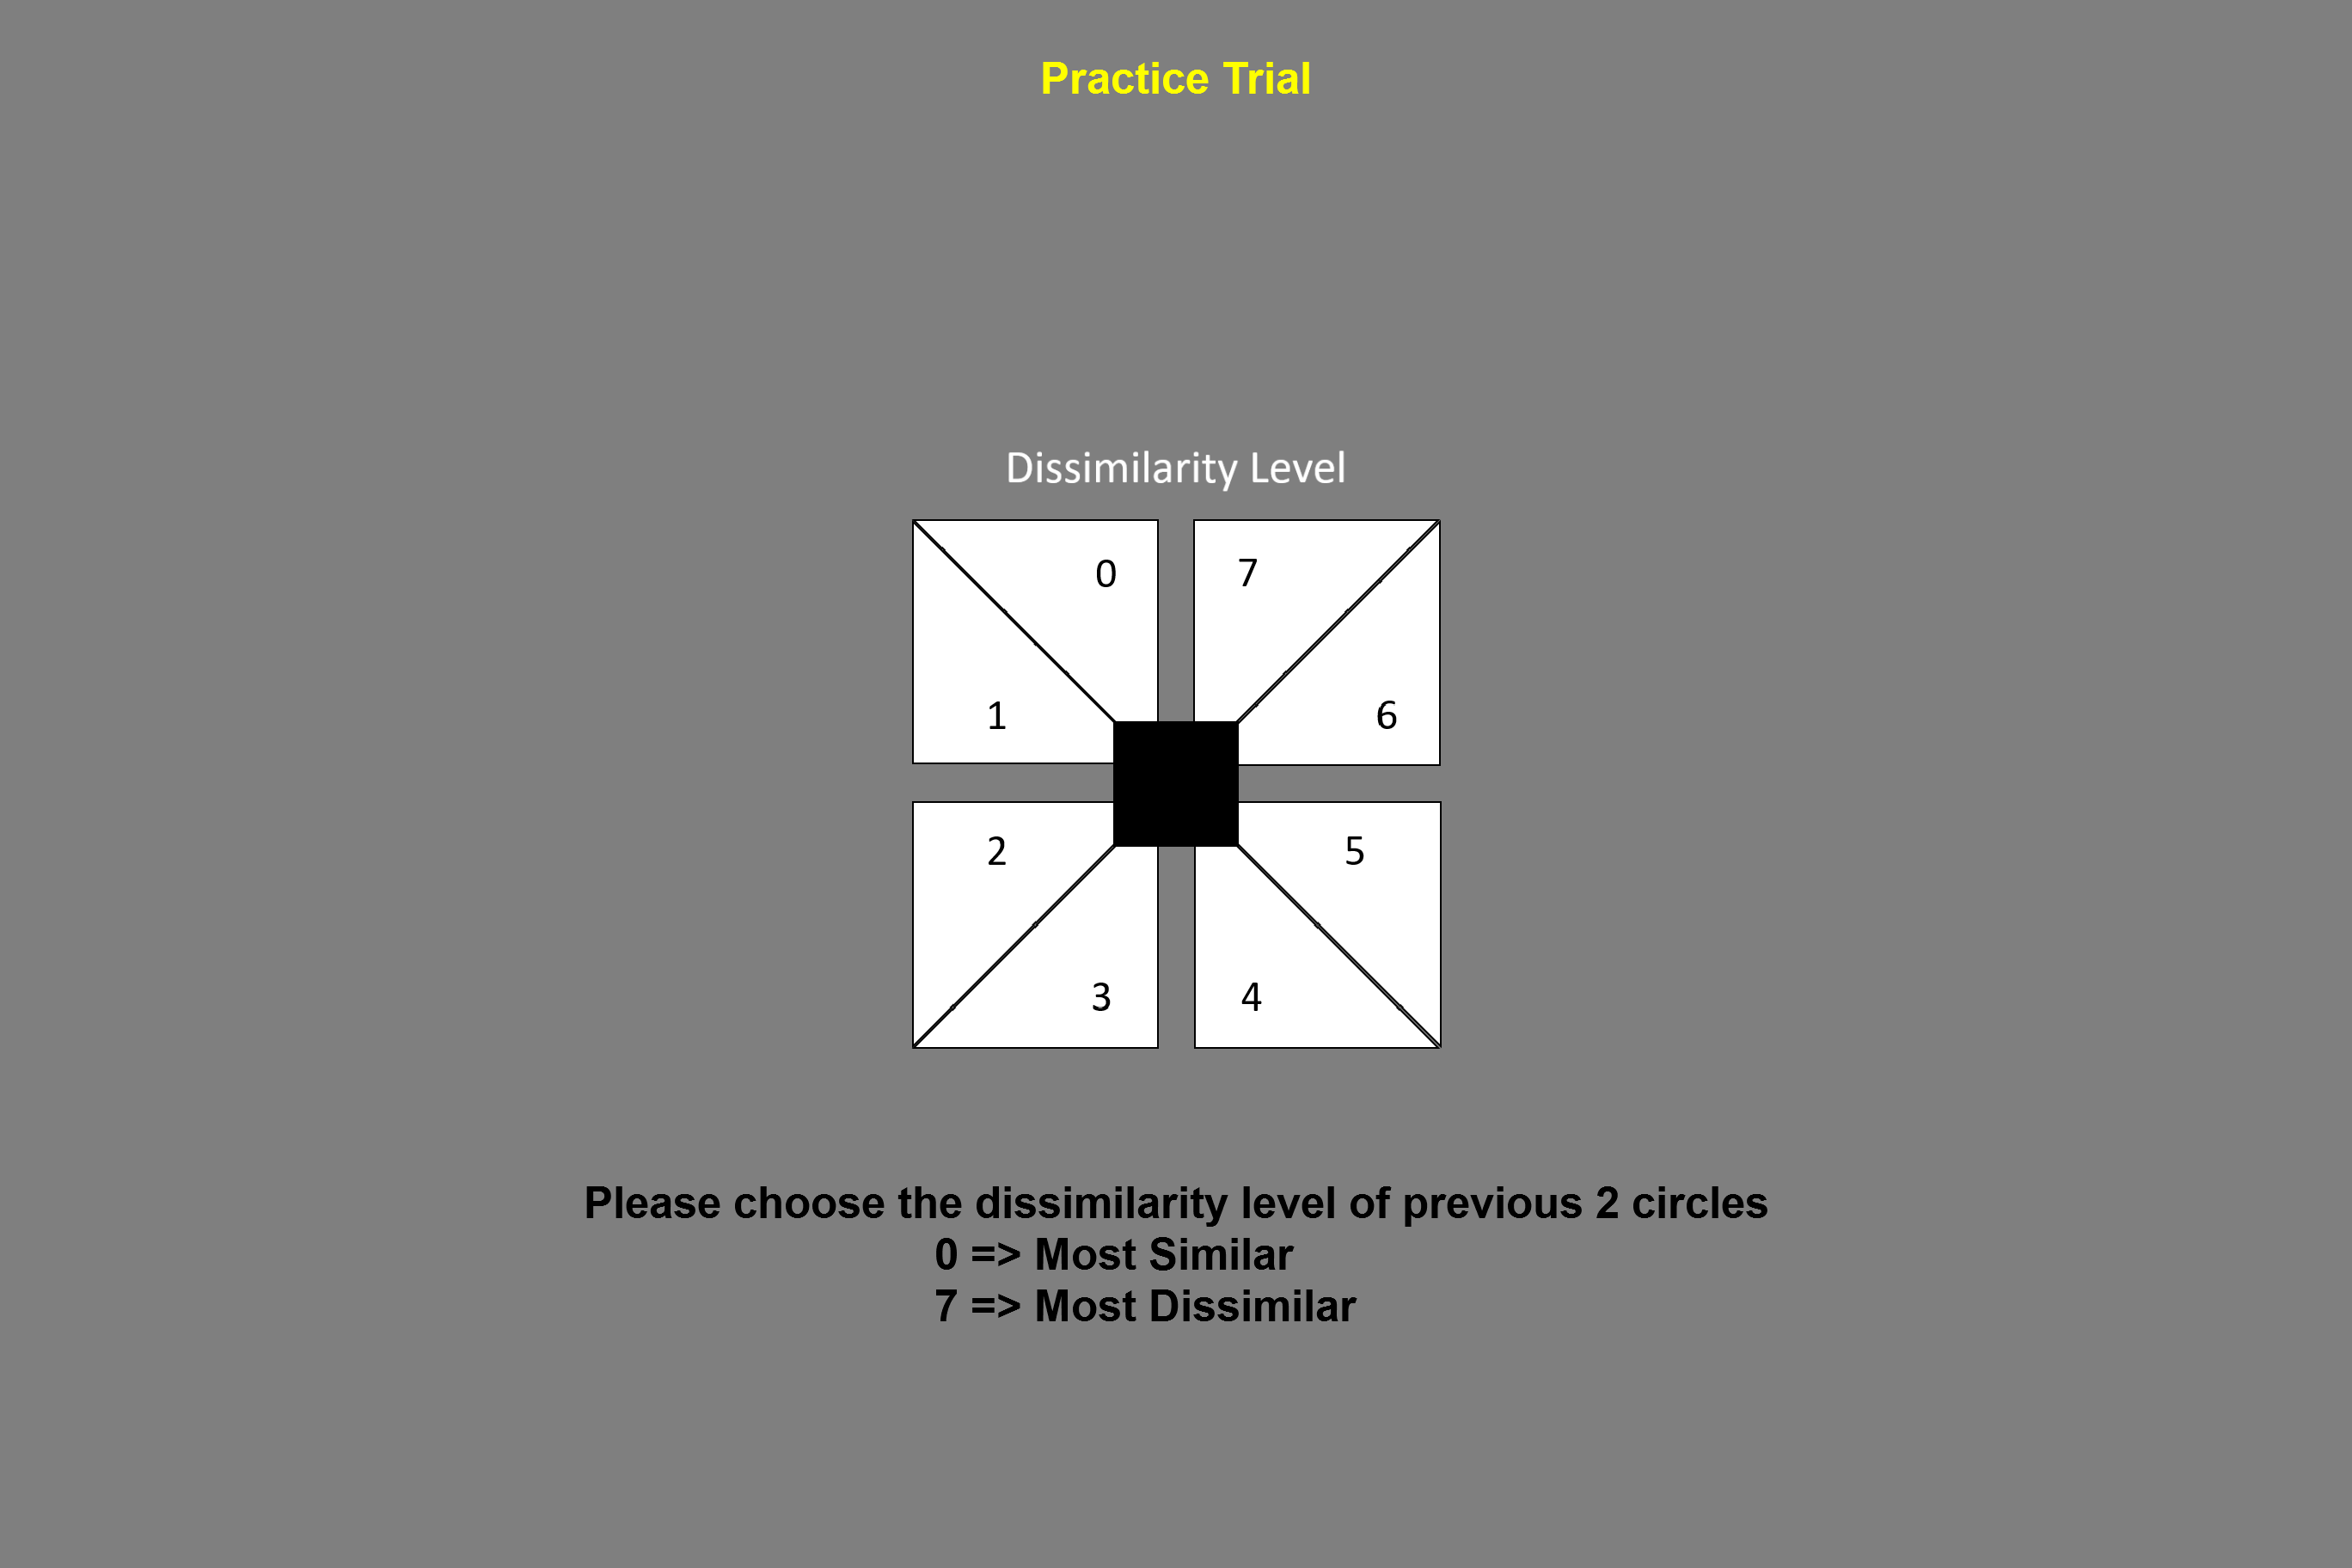 Practice Trial
Dissimilarity Level
0 7
1 6
2 5
3 4
Please choose the dissimilarity level of previous 2 circles
0 => Most Similar
7 => Most Dissimilar